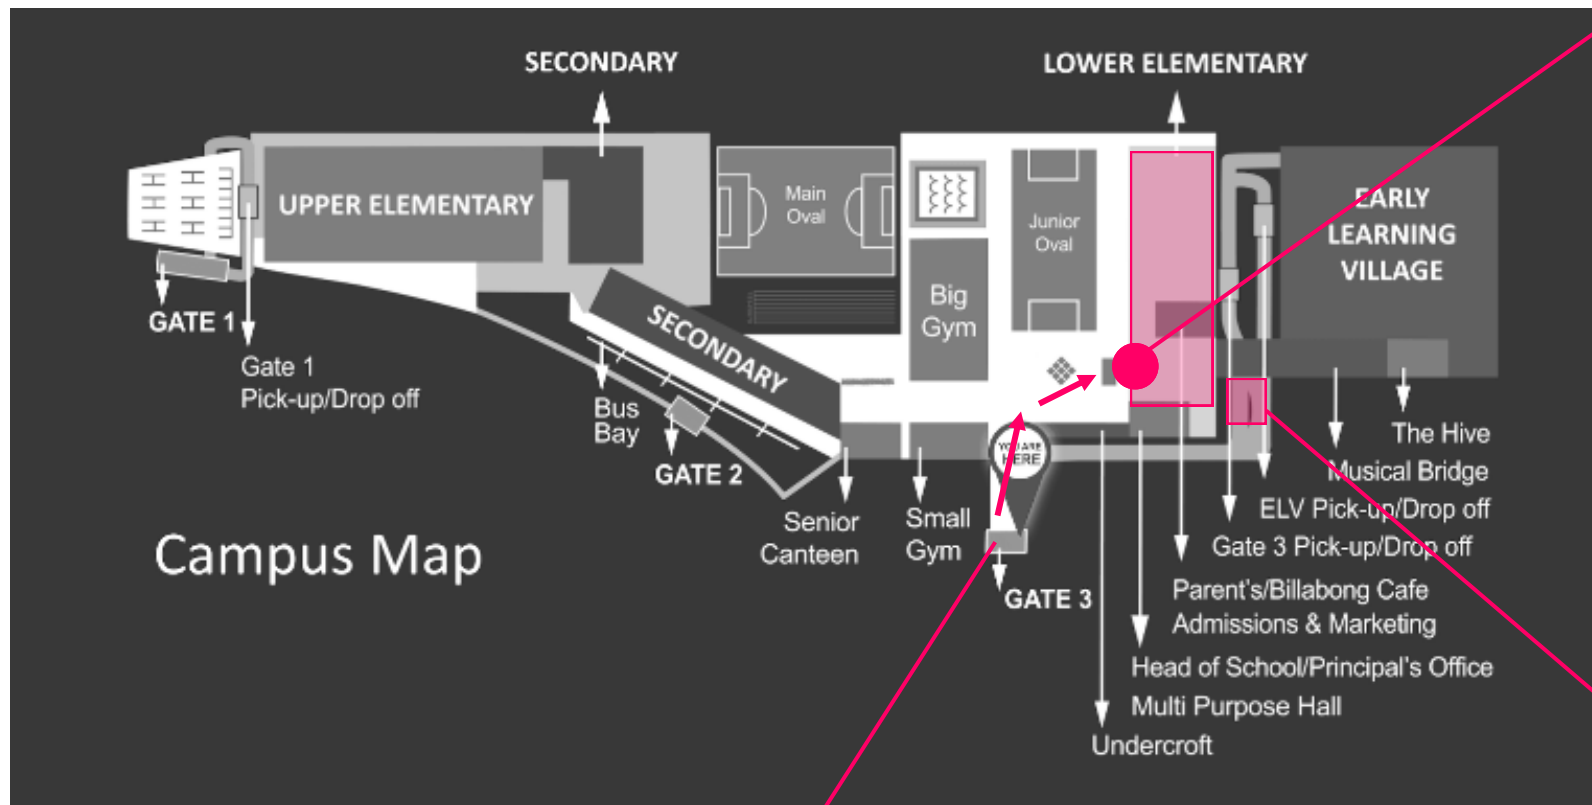 SECONDARY
LOWER ELEMENTARY
UPPER ELEMENTARY
Main
Oval
Junior
Oval
EARLY
LEARNING
VILLAGE
Big
Gym
SECONDARY
GATE 1
Gate 1
Pick-up/Drop off
Bus
Bay
GATE 2
YOU ARE
HERE
Senior
Canteen
Small
Gym
GATE 3
The Hive
Musical Bridge
ELV Pick-up/Drop off
Gate 3 Pick-up/Drop off
Parent's/Billabong Cafe
Admissions & Marketing
Head of School/Principal's Office
Multi Purpose Hall
Undercroft
Campus Map